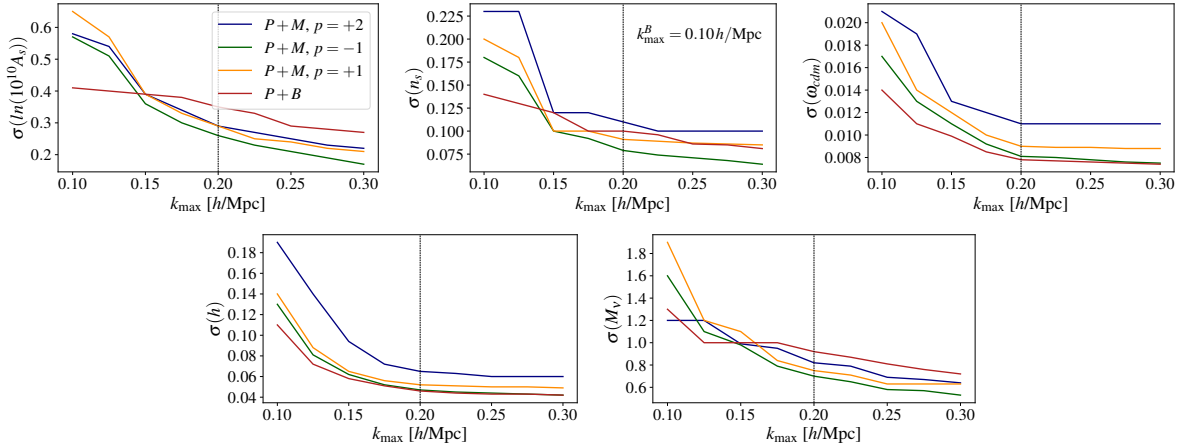 σ(ln(10^10 A_s))
0.6
0.5
0.4
0.3
0.2
0.10 0.15 0.20 0.25 0.30
k_max [h/Mpc]
P + M, p = +2
P + M, p = −1
P + M, p = +1
P + B
σ(n_s)
0.225
0.200
0.175
0.150
0.125
0.100
0.075
0.10 0.15 0.20 0.25 0.30
k_max [h/Mpc]
k^B_max = 0.10 h/Mpc
σ(ω_cdm)
0.020
0.018
0.016
0.014
0.012
0.010
0.008
0.10 0.15 0.20 0.25 0.30
k_max [h/Mpc]
σ(h)
0.18
0.16
0.14
0.12
0.10
0.08
0.06
0.04
0.10 0.15 0.20 0.25 0.30
k_max [h/Mpc]
σ(M_ν)
1.8
1.6
1.4
1.2
1.0
0.8
0.6
0.10 0.15 0.20 0.25 0.30
k_max [h/Mpc]